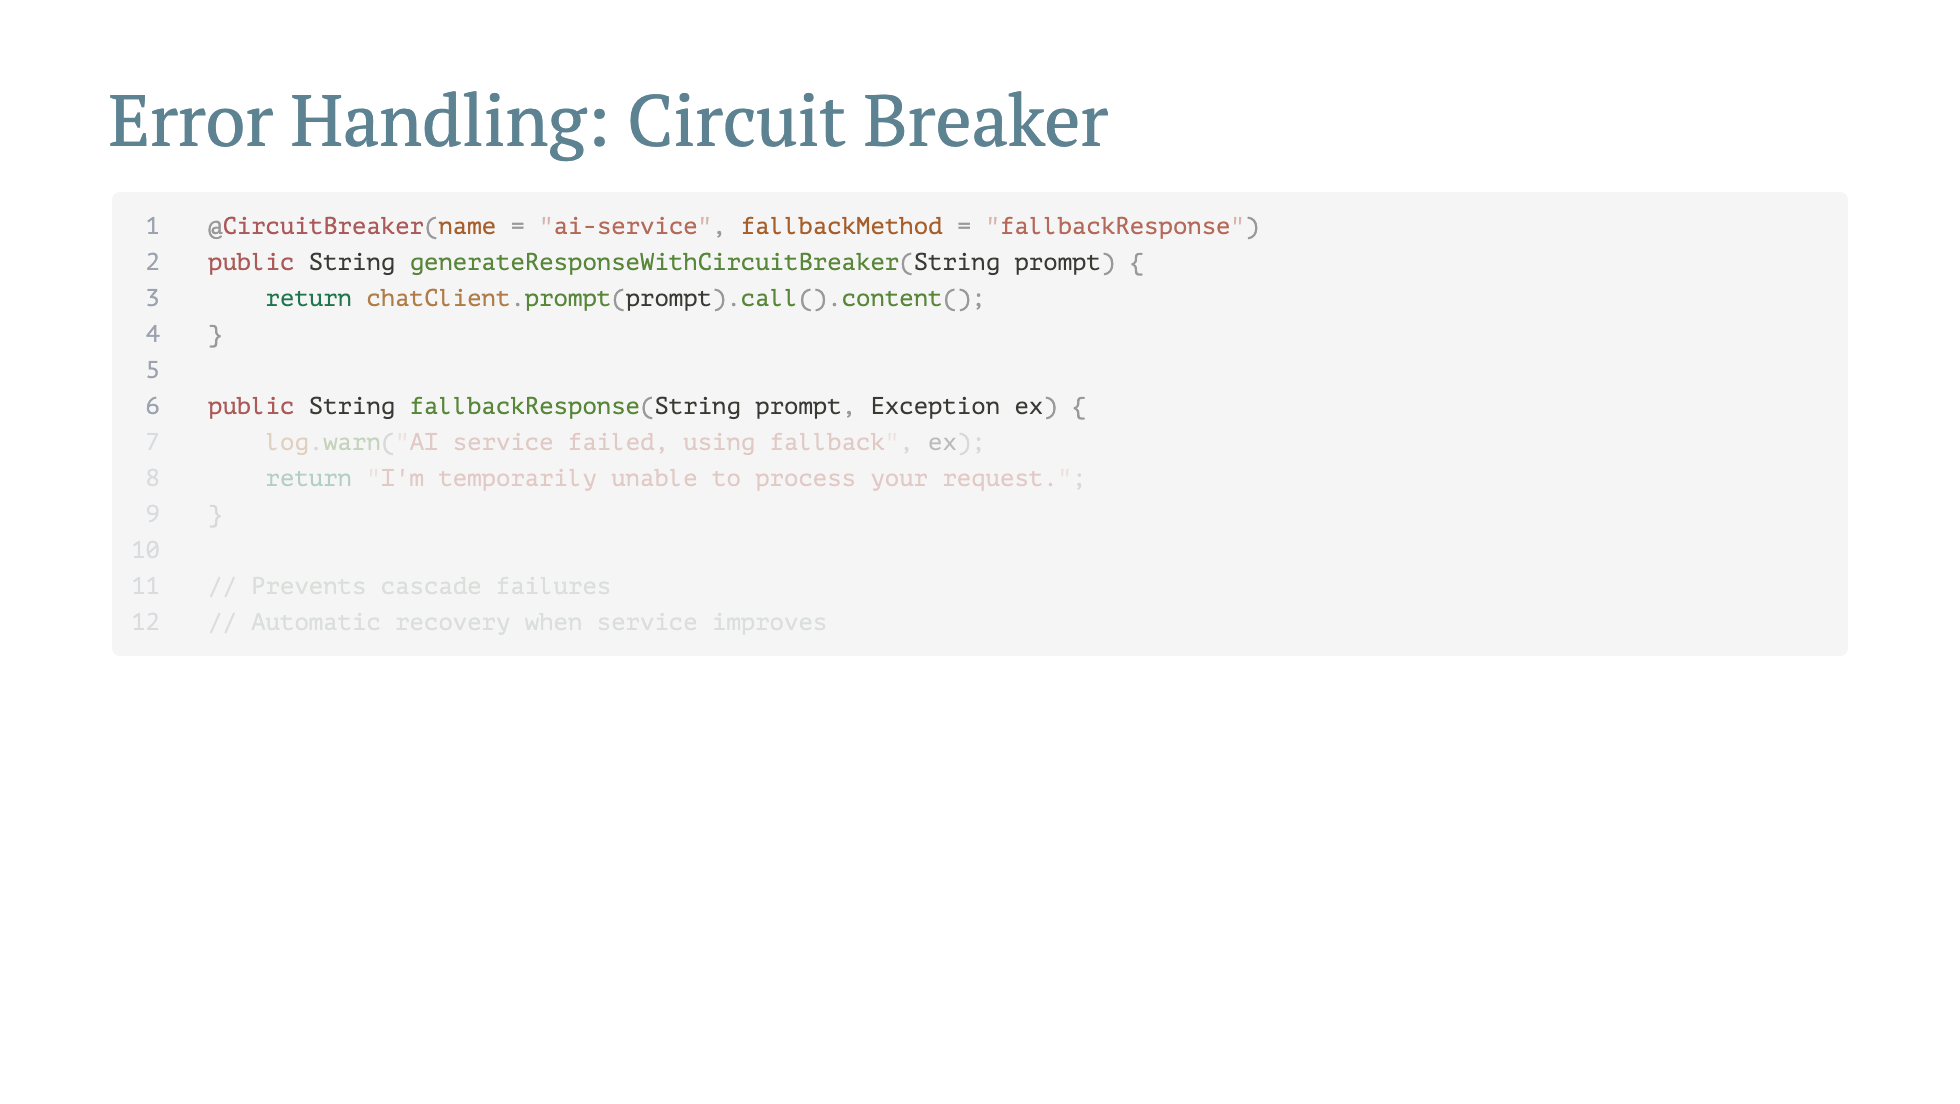 Error Handling: Circuit Breaker
1 @CircuitBreaker(name = "ai-service", fallbackMethod = "fallbackResponse")
2 public String generateResponseWithCircuitBreaker(String prompt) {
3     return chatClient.prompt(prompt).call().content();
4 }
5
6 public String fallbackResponse(String prompt, Exception ex) {
7     log.warn("AI service failed, using fallback", ex);
8     return "I'm temporarily unable to process your request.";
9 }
10
11 // Prevents cascade failures
12 // Automatic recovery when service improves